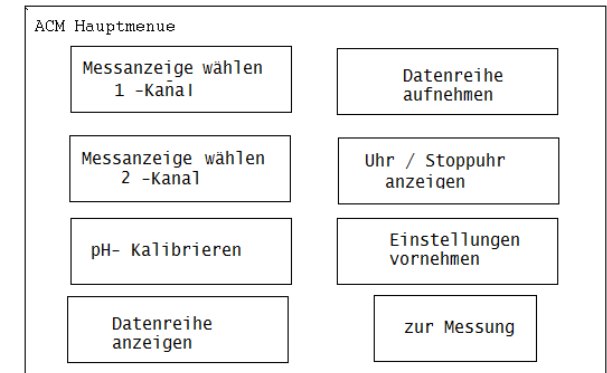 ACM Hauptmenue
Messanzeige wählen
1 -Kanal
Datenreihe
aufnehmen
Messanzeige wählen
2 -Kanal
Uhr / Stoppuhr
anzeigen
pH- Kalibrieren
Einstellungen
vornehmen
Datenreihe
anzeigen
zur Messung